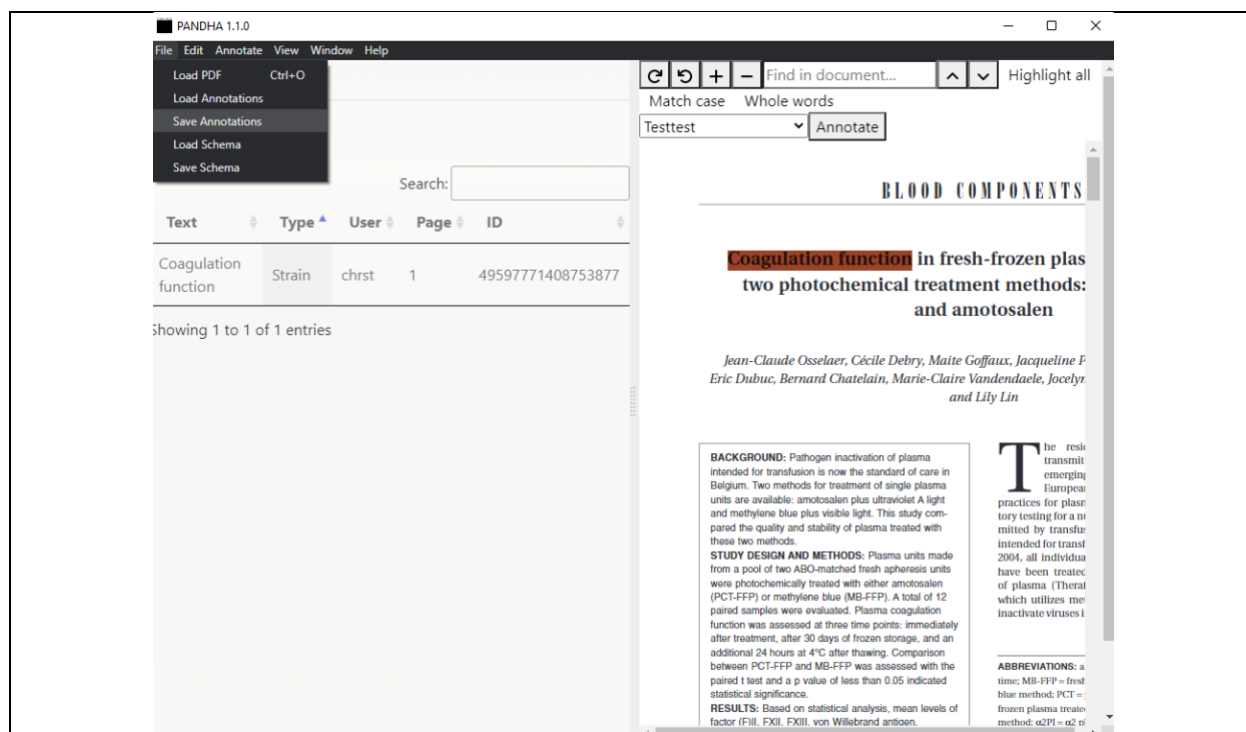 PANDHA 1.1.0
File Edit Annotate View Window Help
Load PDF Ctrl+O
Load Annotations
Save Annotations
Load Schema
Save Schema
Search:
Text Type User Page ID
Coagulation
function
Strain chrst 1 49597771408753877
Showing 1 to 1 of 1 entries
Find in document... Highlight all
Match case Whole words
Testtest Annotate
BLOOD COMPONENTS
Coagulation function in fresh-frozen plas
two photochemical treatment methods:
and amotosalen
Jean-Claude Osselaer, Cécile Debry, Maite Goffaux, Jacqueline P
Eric Dubuc, Bernard Chatelain, Marie-Claire Vandendaele, Jocelyn
and Lily Lin
BACKGROUND: Pathogen inactivation of plasma
intended for transfusion is now the standard of care in
Belgium. Two methods for treatment of single plasma
units are available: amotosalen plus ultraviolet A light
and methylene blue plus visible light. This study com-
pared the quality and stability of plasma treated with
these two methods.
STUDY DESIGN AND METHODS: Plasma units made
from a pool of two ABO-matched fresh apheresis units
were photochemically treated with either amotosalen
(PCT-FFP) or methylene blue (MB-FFP). A total of 12
paired samples were evaluated. Plasma coagulation
function was assessed at three time points: immediately
after treatment, after 30 days of frozen storage, and an
additional 24 hours at 4°C after thawing. Comparison
between PCT-FFP and MB-FFP was assessed with the
paired t test and a p value of less than 0.05 indicated
statistical significance.
RESULTS: Based on statistical analysis, mean levels of
factor (F)II, FXII, FXIII, von Willebrand antigen,
The resid
transmit
emerging
European
practices for plasm
tory testing for a nu
mitted by transfus
intended for transf
2004, all individua
have been treated
of plasma (Theraf
which utilizes met
inactivate viruses i
ABBREVIATIONS: a
time; MB-FFP = fresh
blue method; PCT =
frozen plasma treate
method; α2PI = α2 pl